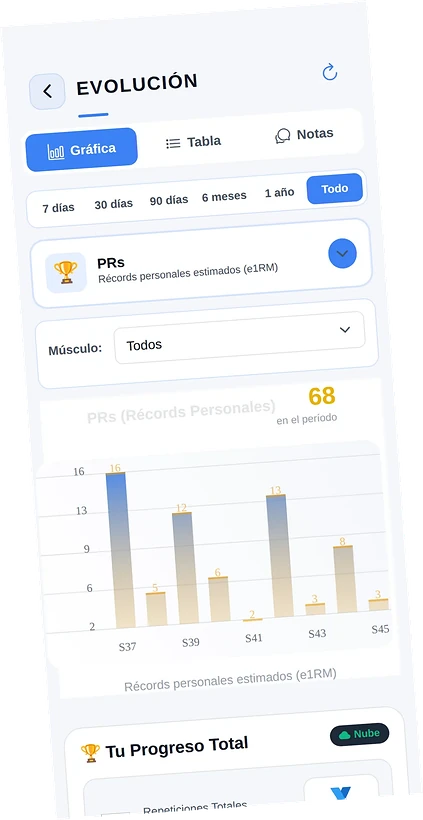 EVOLUCIÓN
Gráfica Tabla Notas
7 días 30 días 90 días 6 meses 1 año Todo
PRs
Récords personales estimados (e1RM)
Músculo: Todos
68
PRs (Récords Personales)
en el período
16
13
9
6
2
16
5
12
6
2
13
3
8
3
S37 S39 S41 S43 S45
Récords personales estimados (e1RM)
Tu Progreso Total
Nube
Repeticiones Totales